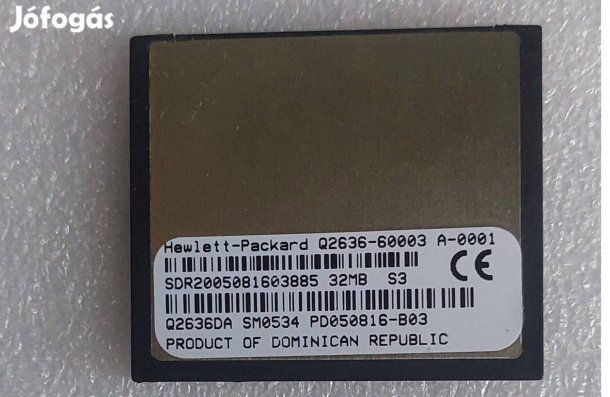 Jófogás
Hewlett-Packard Q2636-60003 A-0001
SDR2005081603885 32MB S3
CE
Q2636DA SM0534 PD050816-B03
PRODUCT OF DOMINICAN REPUBLIC